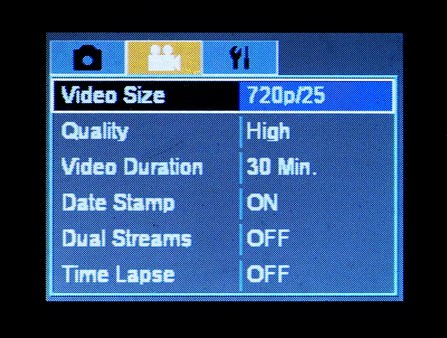 Video Size 720p/25
Quality High
Video Duration 30 Min.
Date Stamp ON
Dual Streams OFF
Time Lapse OFF